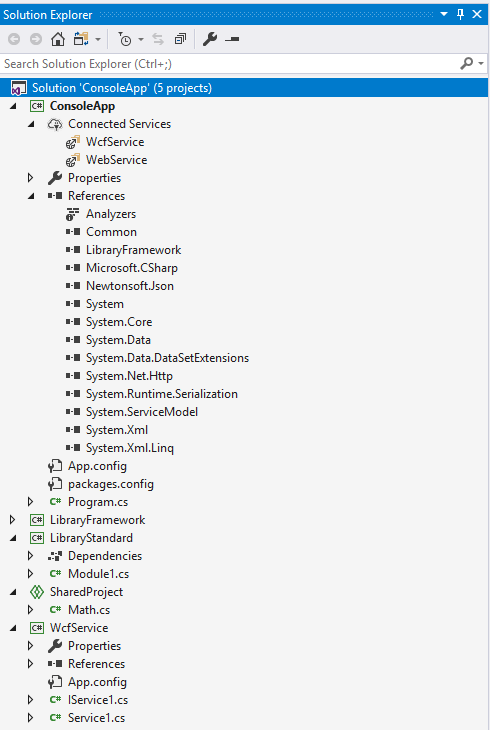 Solution Explorer
Search Solution Explorer (Ctrl+;)
Solution 'ConsoleApp' (5 projects)
C# ConsoleApp
Connected Services
WcfService
WebService
Properties
References
Analyzers
Common
LibraryFramework
Microsoft.CSharp
Newtonsoft.Json
System
System.Core
System.Data
System.Data.DataSetExtensions
System.Net.Http
System.Runtime.Serialization
System.ServiceModel
System.Xml
System.Xml.Linq
App.config
packages.config
C# Program.cs
C# LibraryFramework
C# LibraryStandard
Dependencies
C# Module1.cs
SharedProject
C# Math.cs
C# WcfService
Properties
References
App.config
C# IService1.cs
C# Service1.cs